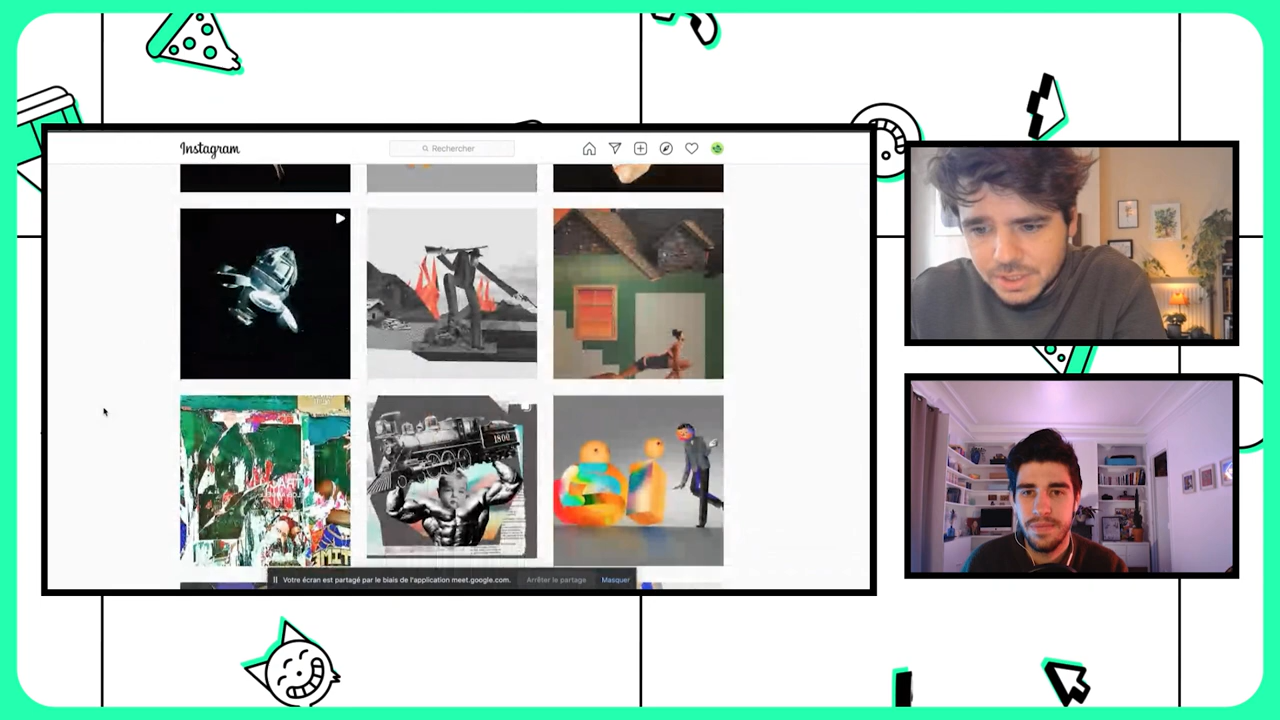 Instagram
Rechercher
1800
Votre écran est partagé par le biais de l'application meet.google.com.
Arrêter le partage
Masquer